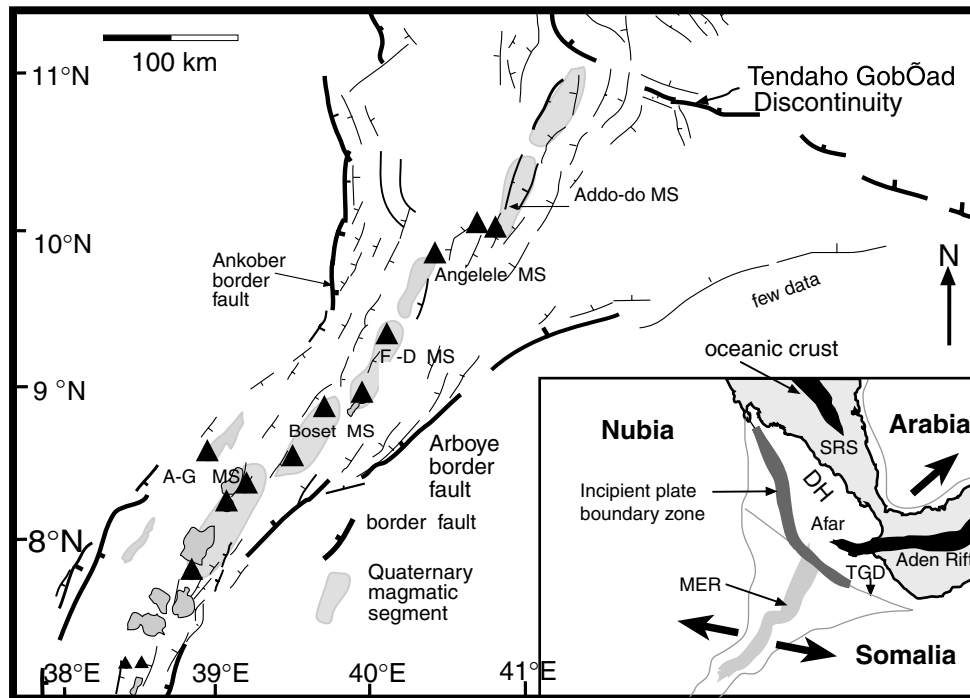 100 km
11°N
10°N
9 °N
8°N
38°E
39°E
40°E
41°E
Tendaho GobÕad
Discontinuity
Addo-do MS
Ankober
border
fault
Angelele MS
few data
N
F -D MS
Boset MS
A-G MS
Arboye
border
fault
border fault
Quaternary
magmatic
segment
oceanic crust
Nubia
Arabia
SRS
DH
Incipient plate
boundary zone
Afar
Aden Rift
TGD
MER
Somalia